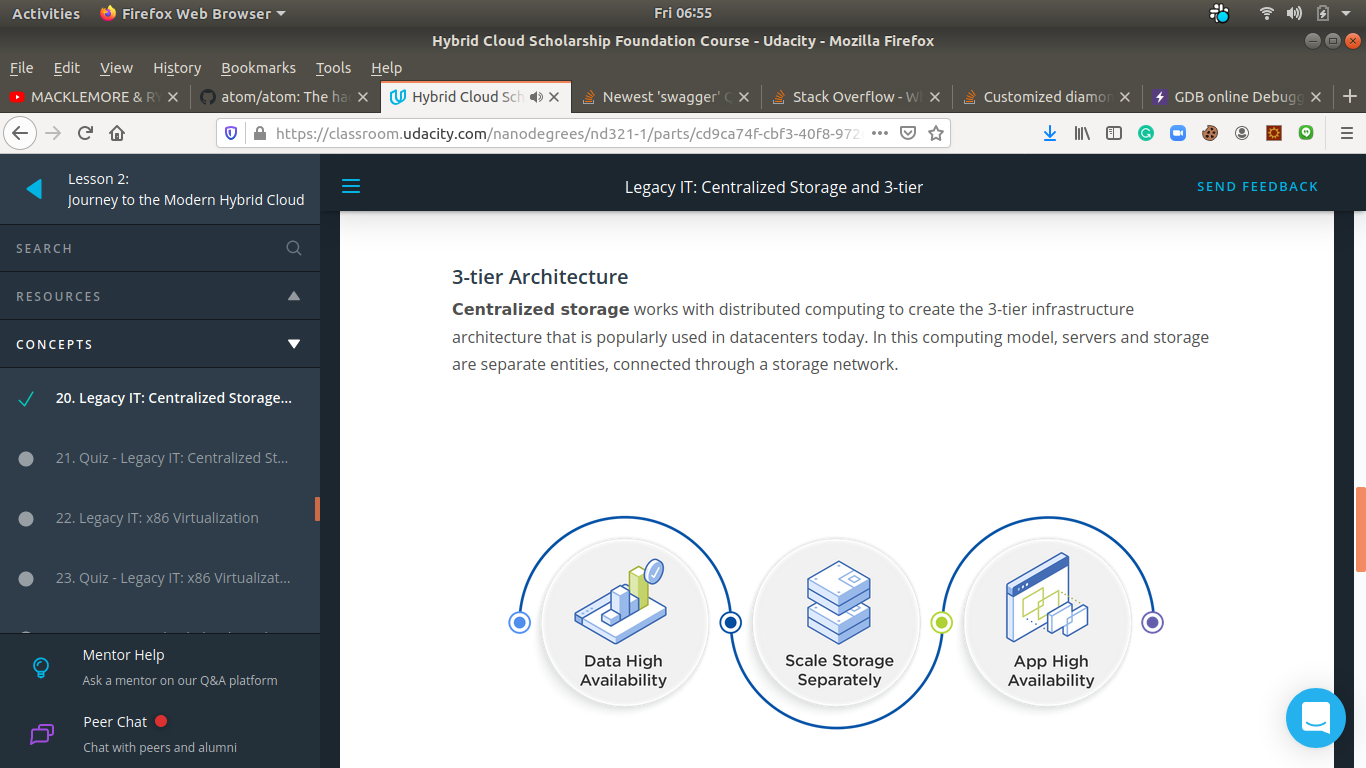 Activities
Firefox Web Browser
Fri 06:55
Hybrid Cloud Scholarship Foundation Course - Udacity - Mozilla Firefox
File Edit View History Bookmarks Tools Help
MACKLEMORE & RY
atom/atom: The ha
Hybrid Cloud Sch
Newest 'swagger' Q
Stack Overflow - W
Customized diamon
GDB online Debugg
https://classroom.udacity.com/nanodegrees/nd321-1/parts/cd9ca74f-cbf3-40f8-972
Lesson 2:
Journey to the Modern Hybrid Cloud
Legacy IT: Centralized Storage and 3-tier
SEND FEEDBACK
SEARCH
RESOURCES
CONCEPTS
20. Legacy IT: Centralized Storage...
21. Quiz - Legacy IT: Centralized St...
22. Legacy IT: x86 Virtualization
23. Quiz - Legacy IT: x86 Virtualizat...
Mentor Help
Ask a mentor on our Q&A platform
Peer Chat
Chat with peers and alumni
3-tier Architecture
Centralized storage works with distributed computing to create the 3-tier infrastructure
architecture that is popularly used in datacenters today. In this computing model, servers and storage
are separate entities, connected through a storage network.
Data High
Availability
Scale Storage
Separately
App High
Availability